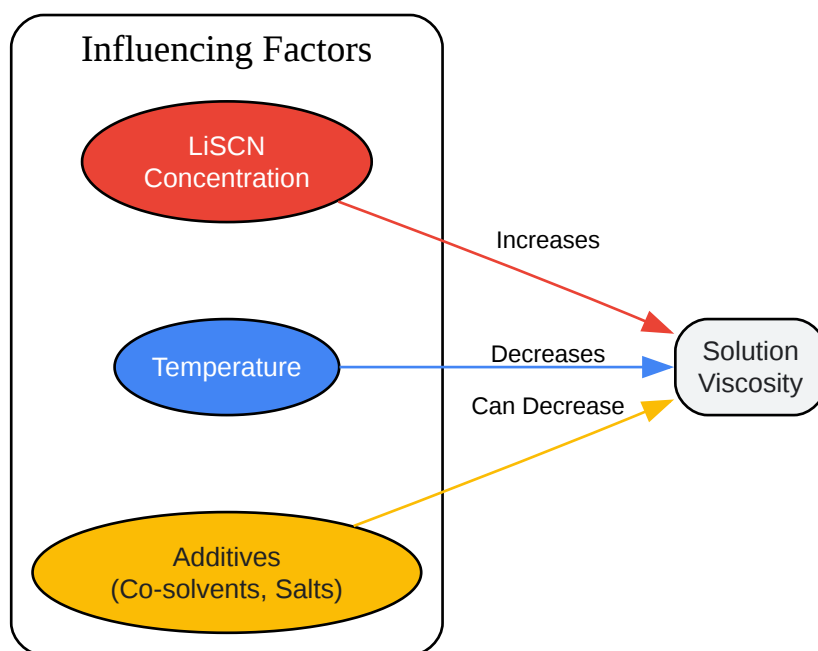 Influencing Factors
LiSCN
Concentration
Increases
Temperature
Decreases
Solution
Viscosity
Can Decrease
Additives
(Co-solvents, Salts)